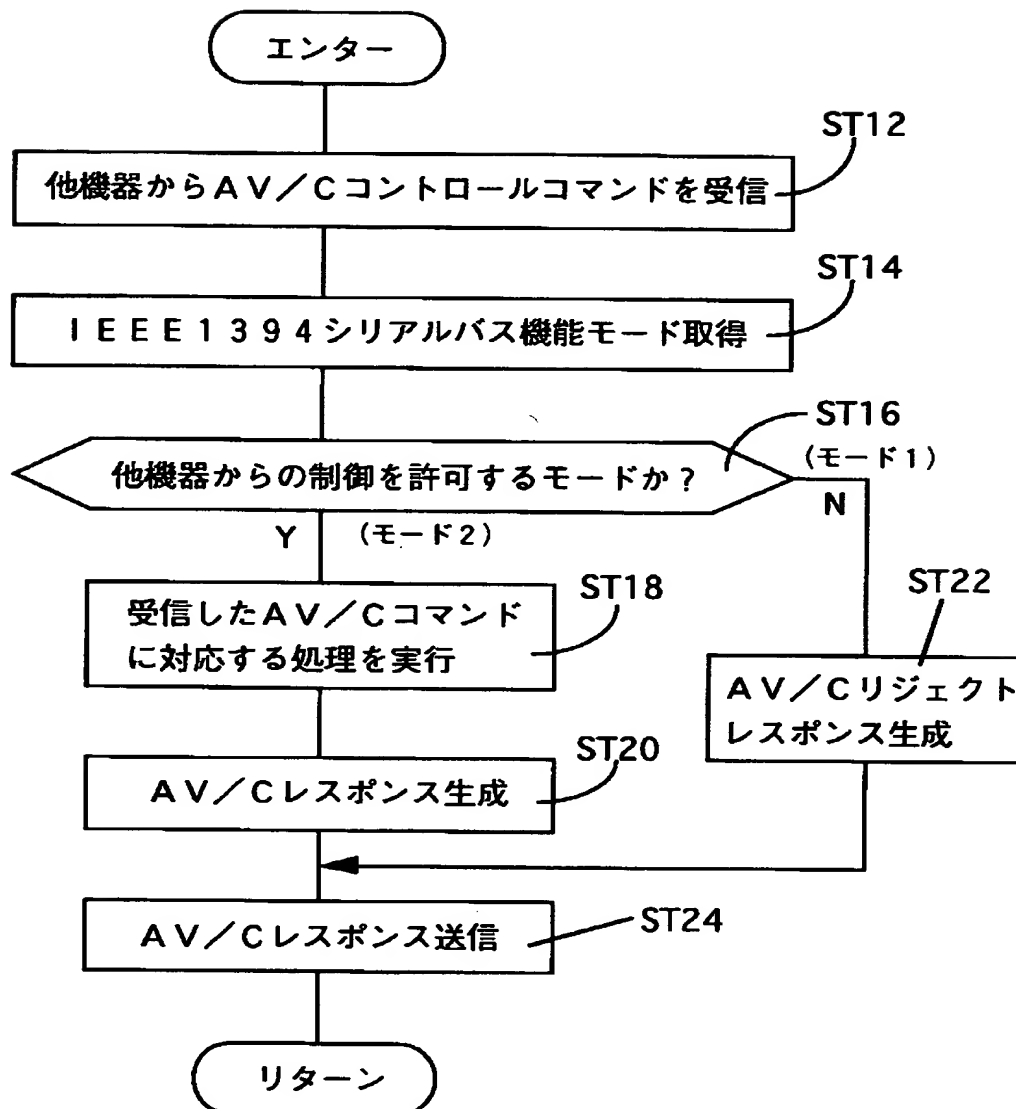 エンター
ST12
他機器からAV/Cコントロールコマンドを受信
ST14
IEEE1394シリアルバス機能モード取得
ST16
(モード1)
他機器からの制御を許可するモードか?
N
Y
(モード2)
ST18
受信したAV/Cコマンド
に対応する処理を実行
ST22
AV/Cリジェクト
レスポンス生成
ST20
AV/Cレスポンス生成
AV/Cレスポンス送信
ST24
リターン